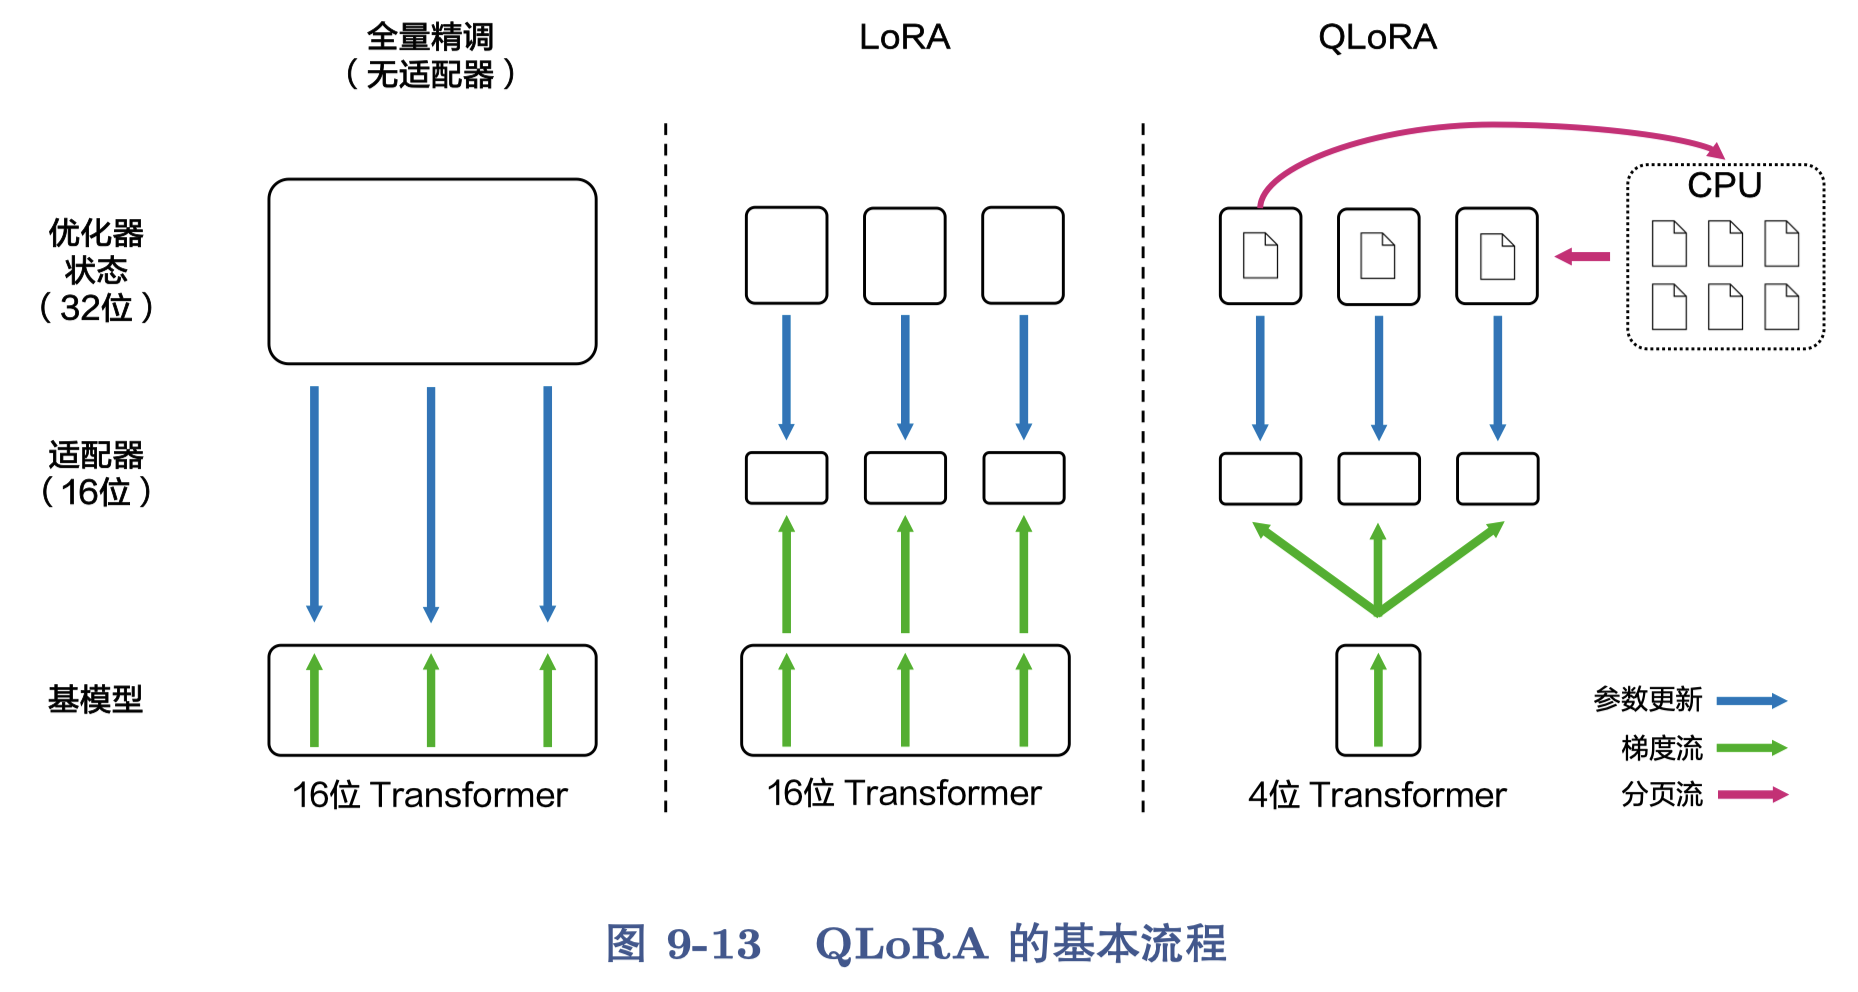 全量精调
（无适配器）
LoRA
QLoRA
CPU
优化器
状态
（32位）
适配器
（16位）
基模型
参数更新
梯度流
分页流
16位 Transformer
16位 Transformer
4位 Transformer
图 9-13 QLoRA 的基本流程